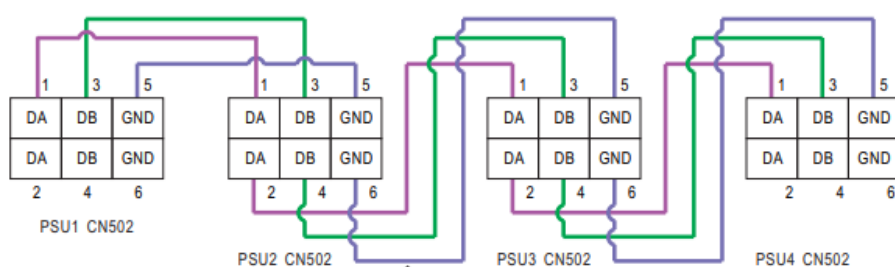 1 3 5 1 3 5 1 3 5 1 3 5
DA DB GND DA DB GND DA DB GND DA DB GND
DA DB GND DA DB GND DA DB GND DA DB GND
2 4 6 2 4 6 2 4 6 2 4 6
PSU1 CN502
PSU2 CN502 PSU3 CN502 PSU4 CN502